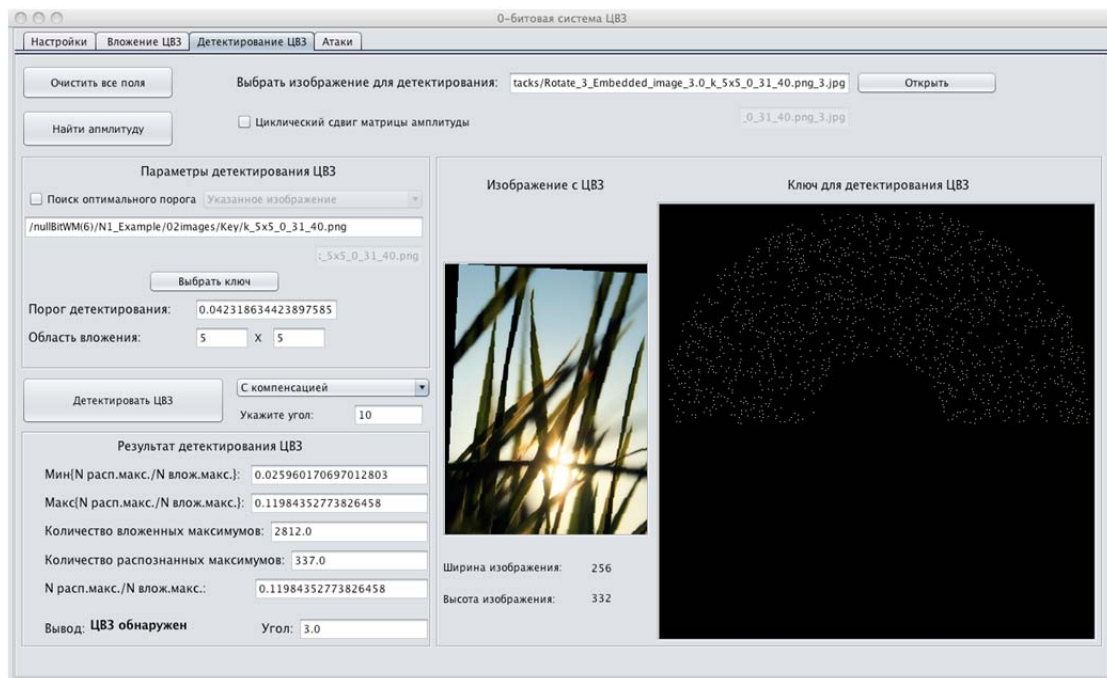 0-битовая система ЦВЗ
Настройки Вложение ЦВЗ Детектирование ЦВЗ Атаки
Очистить все поля Выбрать изображение для детектирования: tacks/Rotate_3_Embedded_image_3.0_k_5x5_0_31_40.png_3.jpg Открыть
Найти апмлитуду Циклический сдвиг матрицы амплитуды _0_31_40.png_3.jpg
Параметры детектирования ЦВЗ
Изображение с ЦВЗ Ключ для детектирования ЦВЗ
Поиск оптимального порога Указанное изображение
/nullBitWM(6)/N1_Example/02images/Key/k_5x5_0_31_40.png
:_5x5_0_31_40.png
Выбрать ключ
Порог детектирования: 0.042318634423897585
Область вложения: 5 X 5
Детектировать ЦВЗ С компенсацией
Укажите угол: 10
Результат детектирования ЦВЗ
Мин{N расп.макс./N влож.макс.}: 0.025960170697012803
Макс{N расп.макс./N влож.макс.}: 0.11984352773826458
Количество вложенных максимумов: 2812.0
Количество распознанных максимумов: 337.0
N расп.макс./N влож.макс.: 0.11984352773826458
Вывод: ЦВЗ обнаружен Угол: 3.0
Ширина изображения: 256
Высота изображения: 332